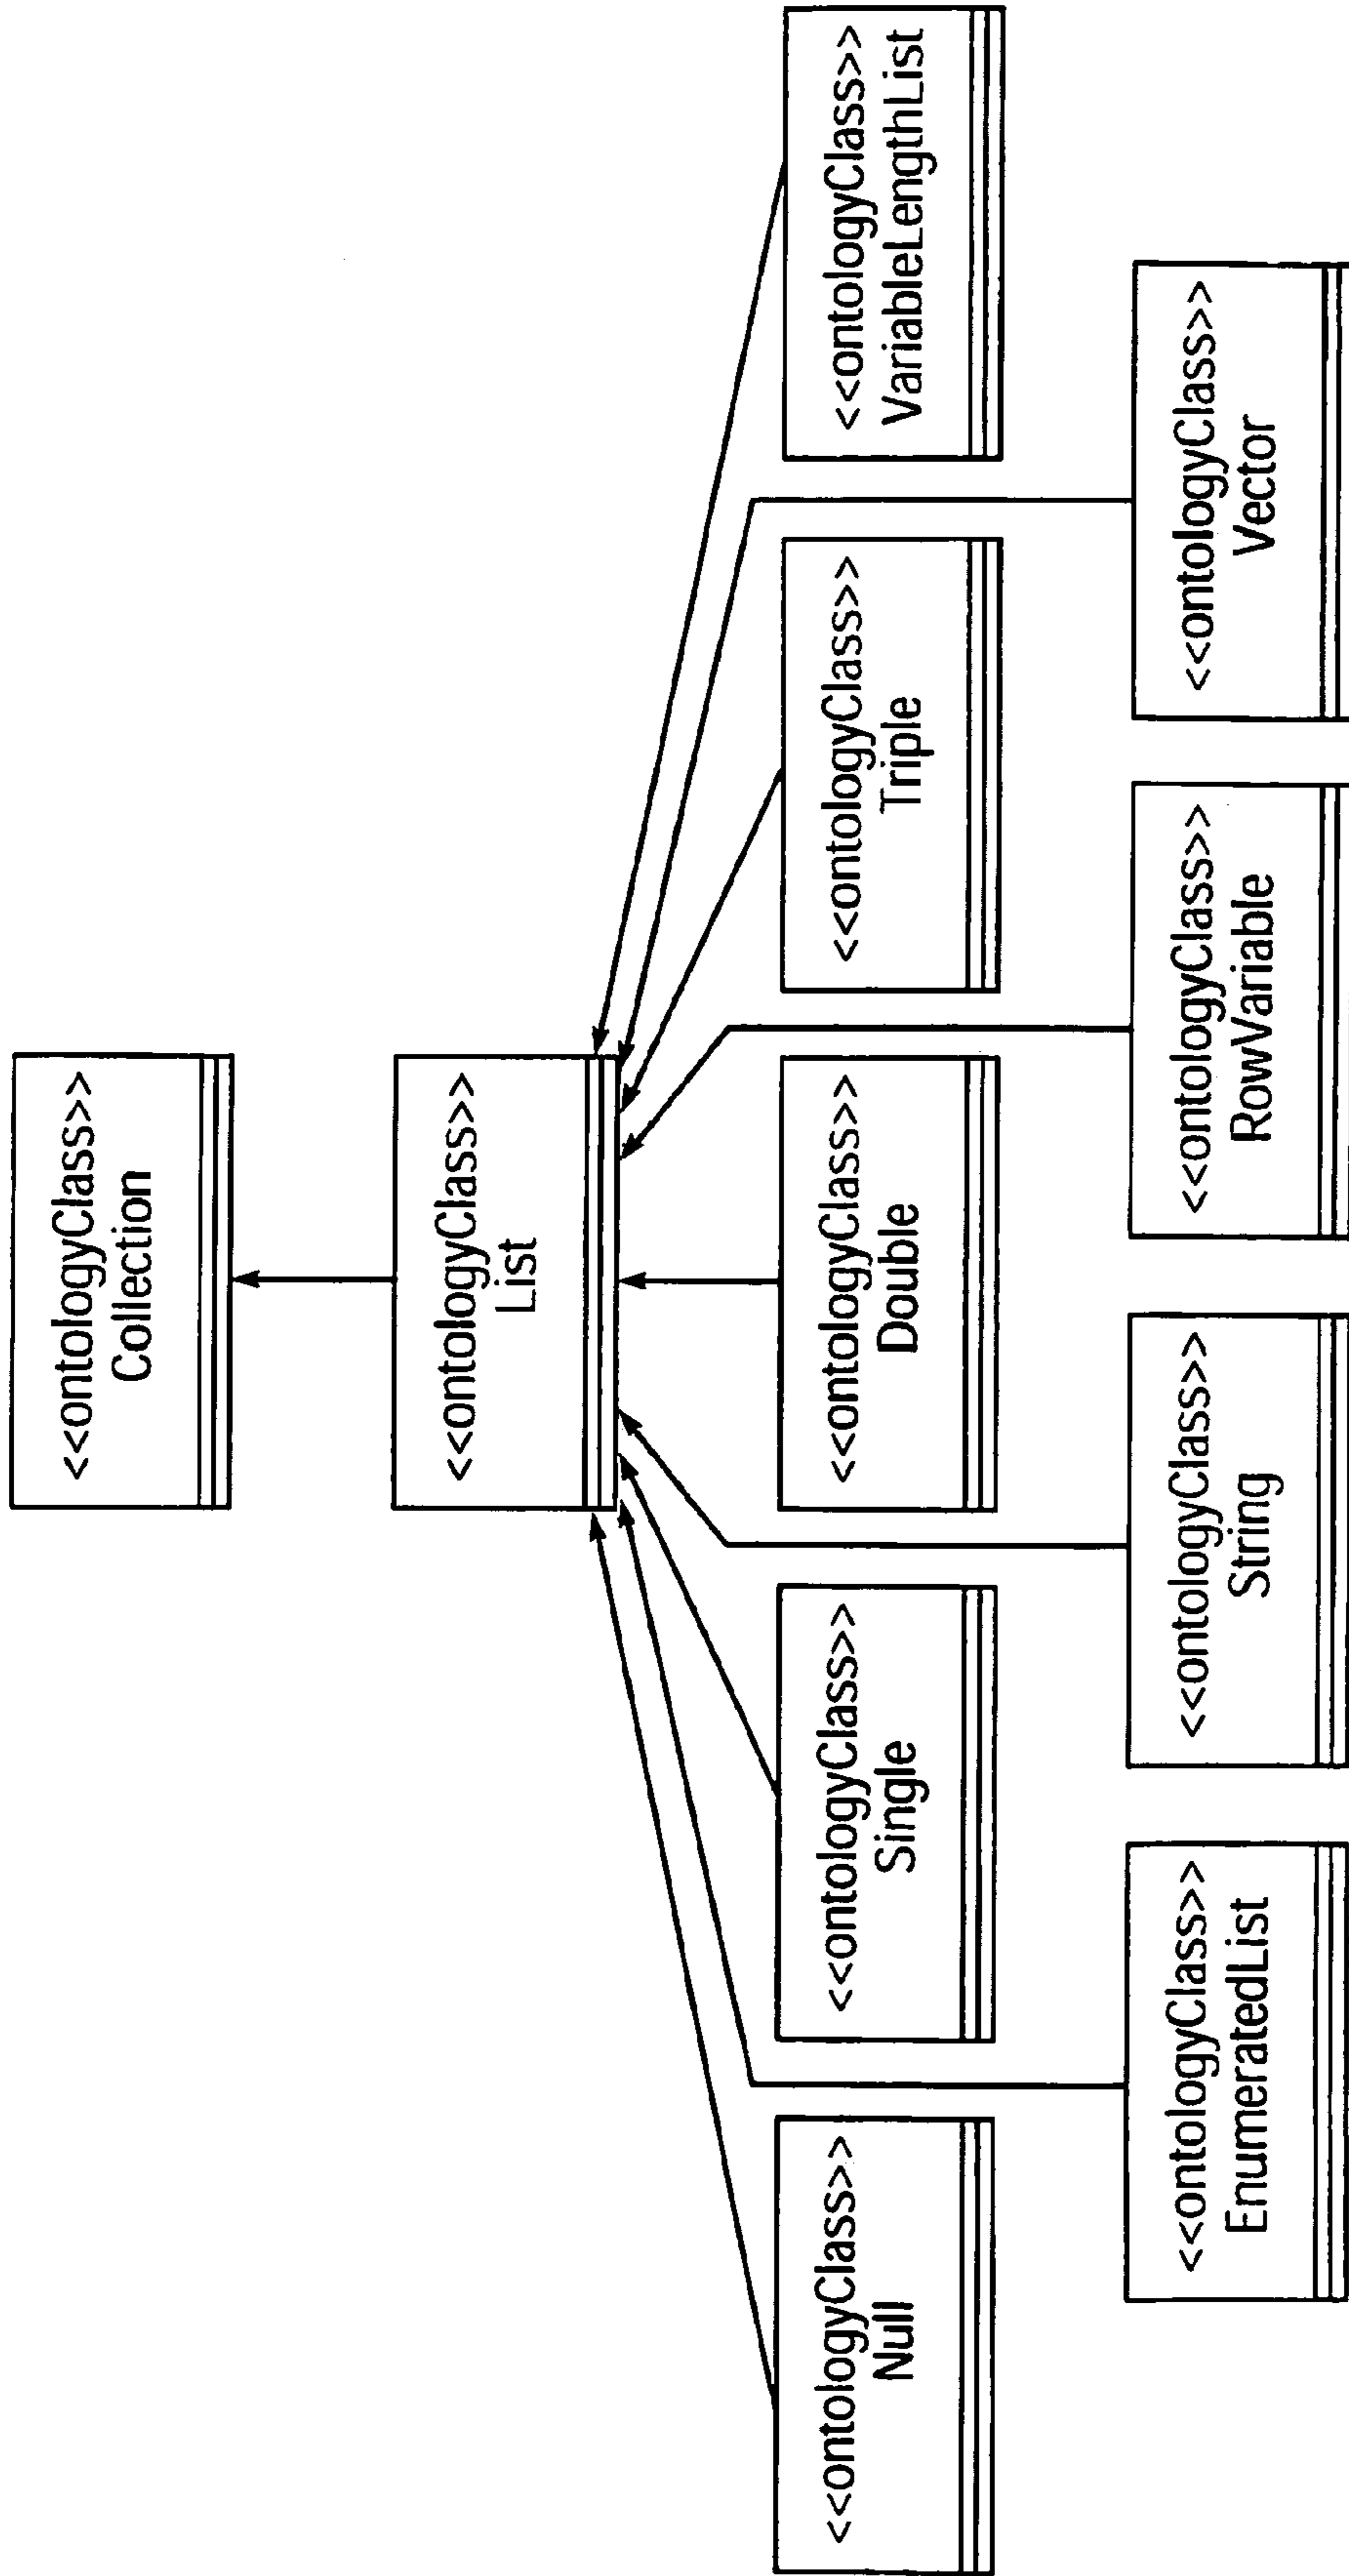 <<ontologyClass>>
Collection
<<ontologyClass>>
List
<<ontologyClass>>
Null
<<ontologyClass>>
Single
<<ontologyClass>>
Double
<<ontologyClass>>
Triple
<<ontologyClass>>
VariableLengthList
<<ontologyClass>>
EnumeratedList
<<ontologyClass>>
String
<<ontologyClass>>
RowVariable
<<ontologyClass>>
Vector